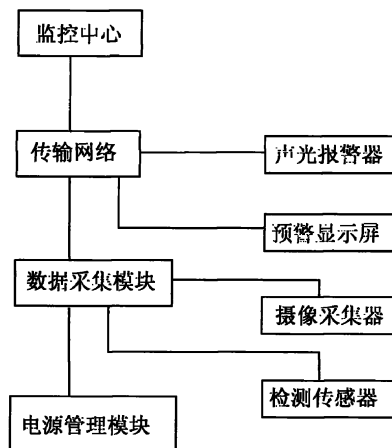 监控中心
传输网络
声光报警器
预警显示屏
数据采集模块
摄像采集器
检测传感器
电源管理模块